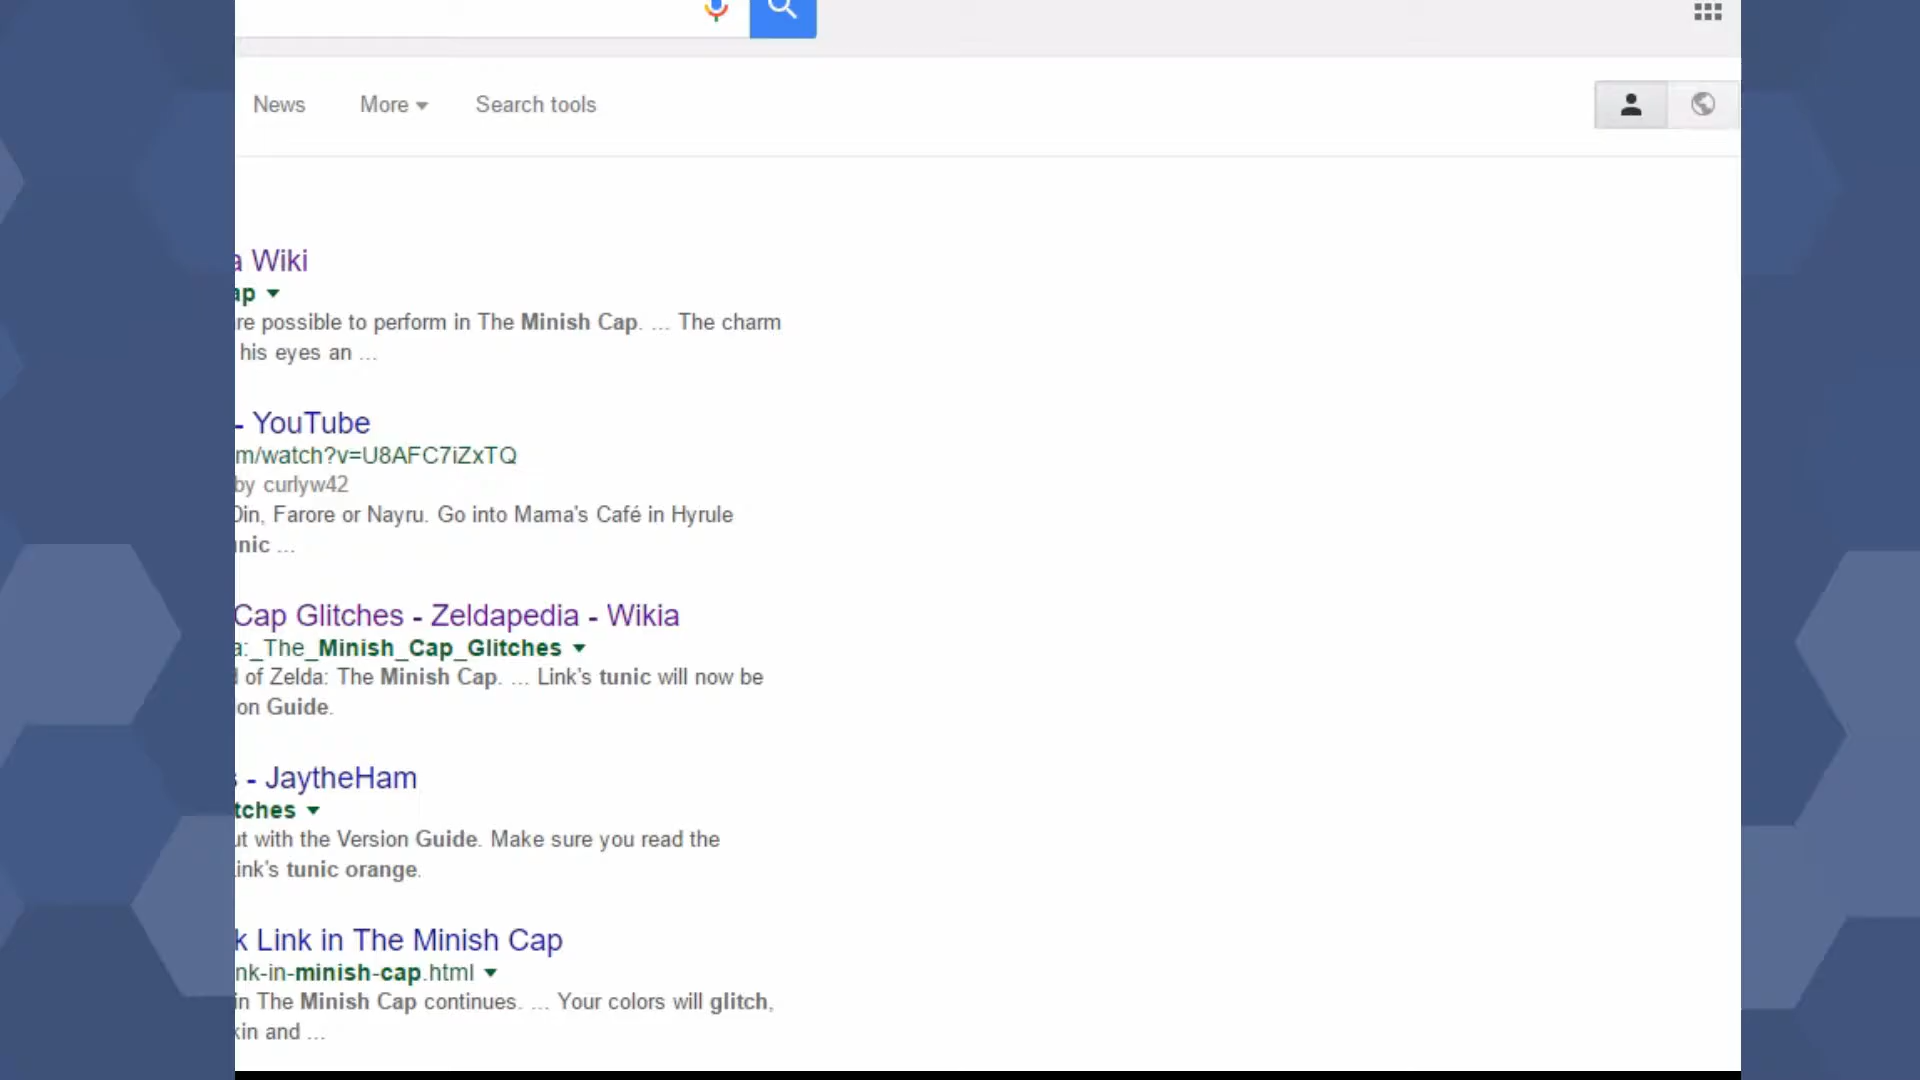 News More Search tools
a Wiki
ap
re possible to perform in The Minish Cap. ... The charm
his eyes an ...
- YouTube
m/watch?v=U8AFC7iZxTQ
by curlyw42
Din, Farore or Nayru. Go into Mama's Café in Hyrule
unic ...
Cap Glitches - Zeldapedia - Wikia
a:_The_Minish_Cap_Glitches
d of Zelda: The Minish Cap. ... Link's tunic will now be
on Guide.
s - JaytheHam
tches
ut with the Version Guide. Make sure you read the
ink's tunic orange.
k Link in The Minish Cap
nk-in-minish-cap.html
in The Minish Cap continues. ... Your colors will glitch,
kin and ...